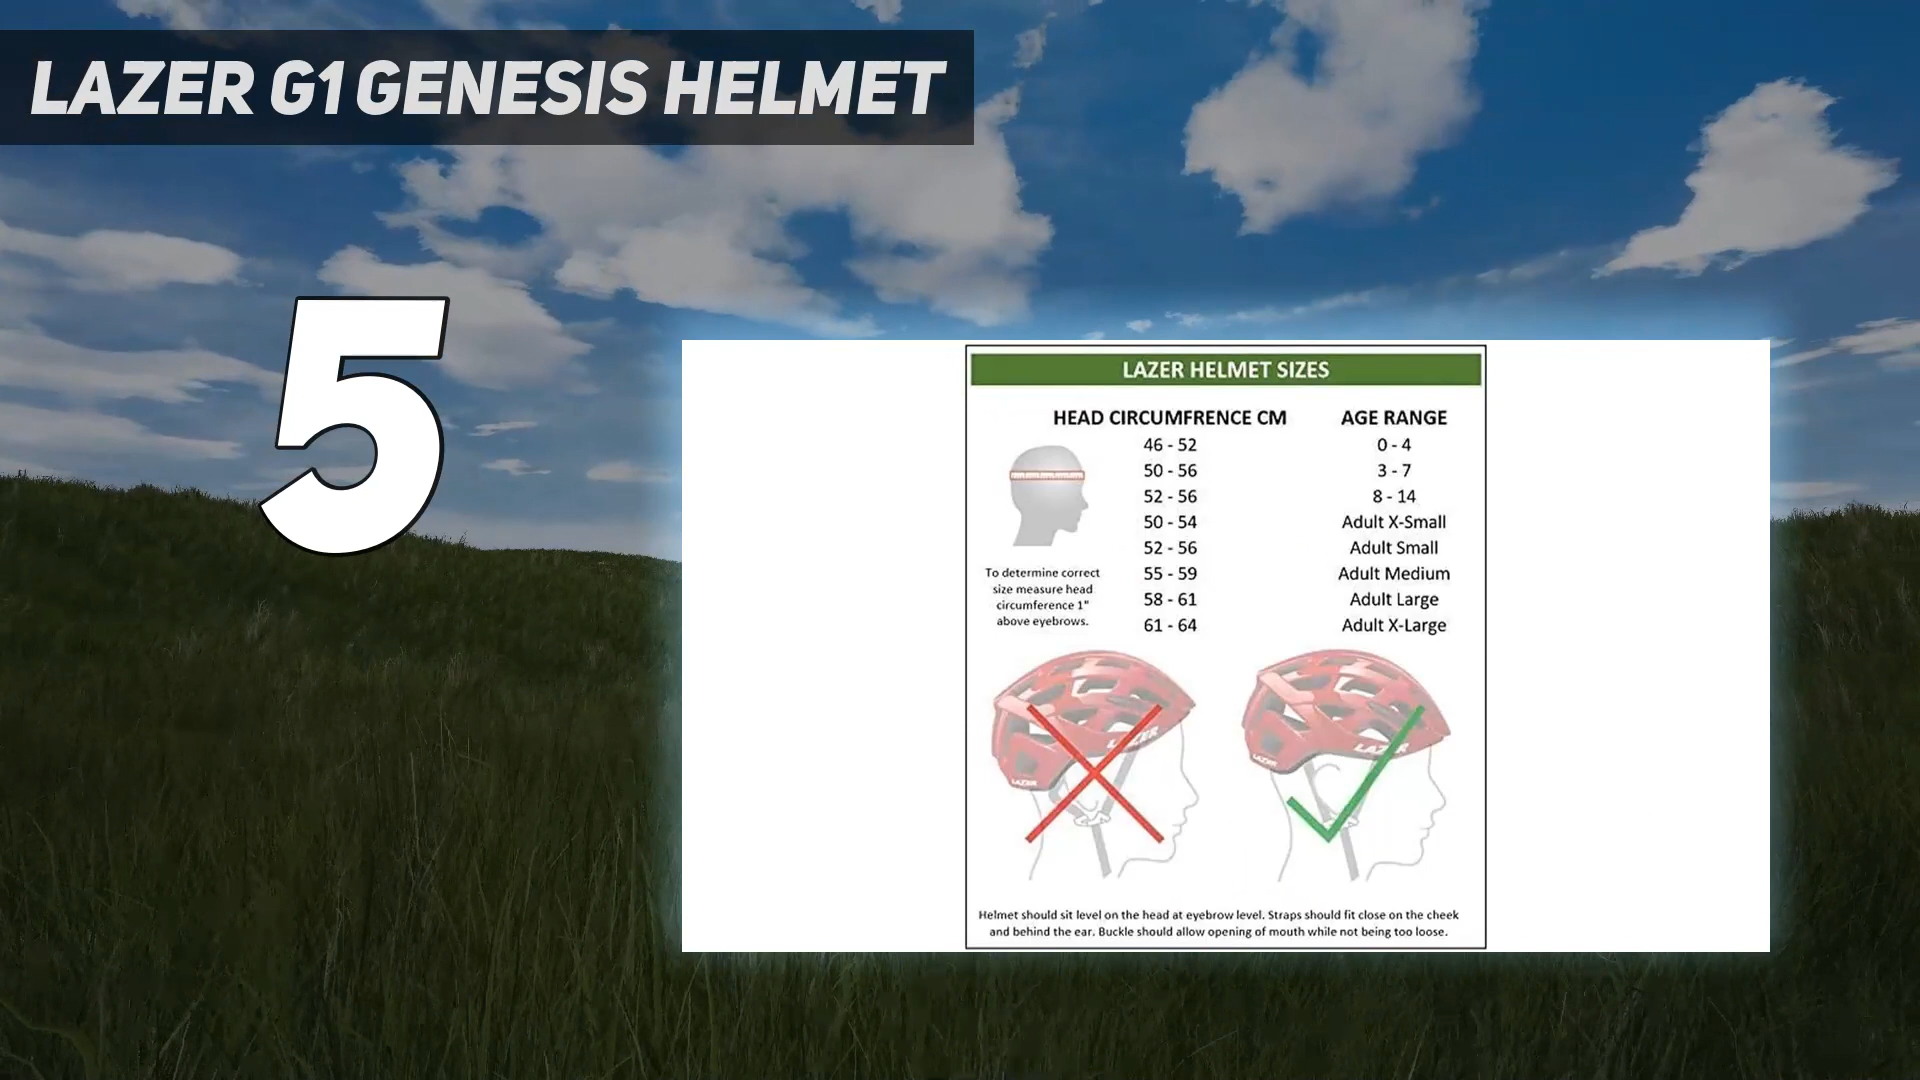 LAZER G1 GENESIS HELMET
5
LAZER HELMET SIZES
HEAD CIRCUMFRENCE CM AGE RANGE
46 - 52 0 - 4
50 - 56 3 - 7
52 - 56 8 - 14
50 - 54 Adult X-Small
52 - 56 Adult Small
55 - 59 Adult Medium
58 - 61 Adult Large
61 - 64 Adult X-Large
To determine correct
size measure head
circumference 1"
above eyebrows.
LAZER
LAZER
LAZER
LAZER
Helmet should sit level on the head at eyebrow level. Straps should fit close on the cheek
and behind the ear. Buckle should allow opening of mouth while not being too loose.